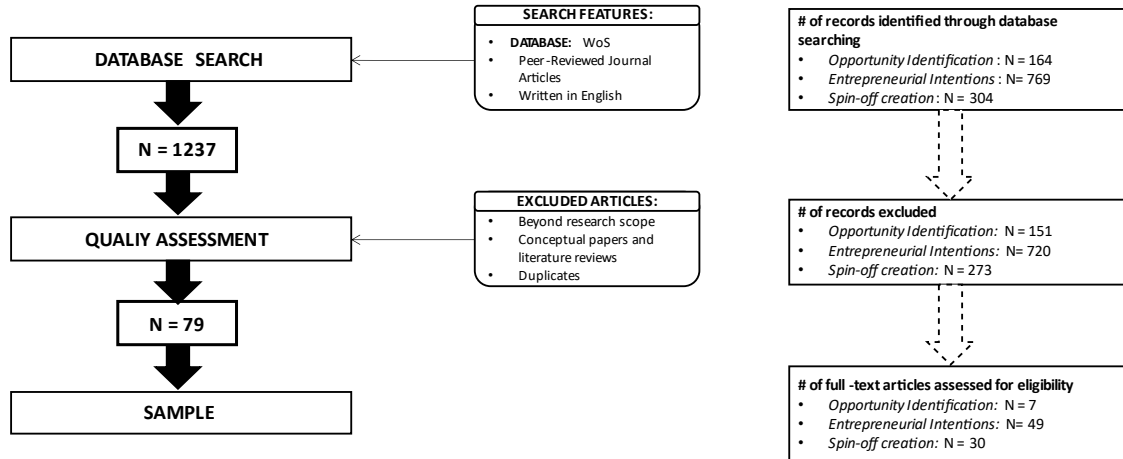 DATABASE SEARCH
N = 1237
QUALIY ASSESSMENT
N = 79
SAMPLE
SEARCH FEATURES:
• DATABASE: WoS
• Peer-Reviewed Journal
Articles
• Written in English
EXCLUDED ARTICLES:
• Beyond research scope
• Conceptual papers and
literature reviews
• Duplicates
# of records identified through database
searching
• Opportunity Identification : N = 164
• Entrepreneurial Intentions : N= 769
• Spin-off creation : N = 304
# of records excluded
• Opportunity Identification: N = 151
• Entrepreneurial Intentions: N= 720
• Spin-off creation: N = 273
# of full -text articles assessed for eligibility
• Opportunity Identification: N = 7
• Entrepreneurial Intentions: N= 49
• Spin-off creation: N = 30